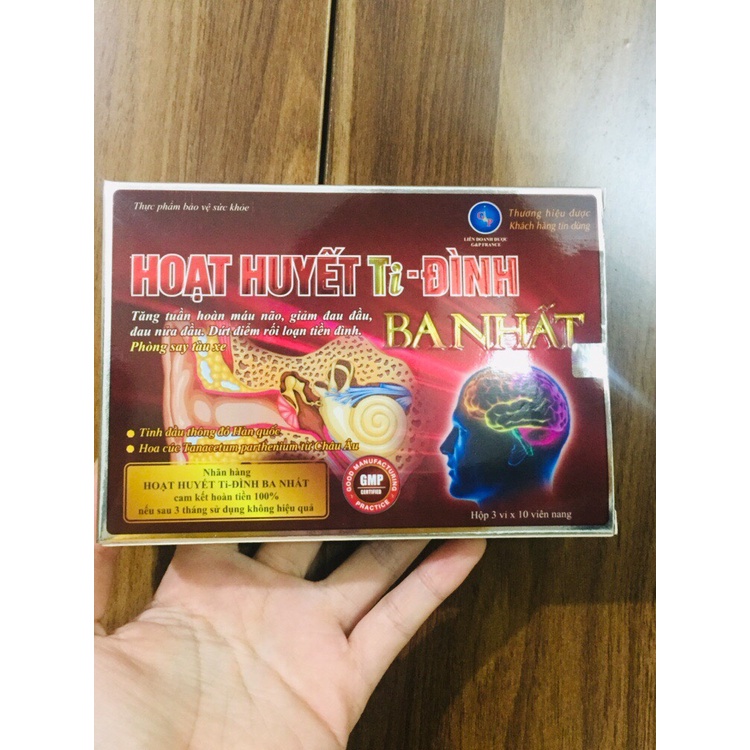 Thực phẩm bảo vệ sức khỏe
G&P
LIÊN DOANH DƯỢC
G&P FRANCE
Thương hiệu được
Khách hàng tin dùng
HOẠT HUYẾT Ti-ĐÌNH
BA NHẤT
Tăng tuần hoàn máu não, giảm đau đầu,
đau nửa đầu. Dứt điểm rối loạn tiền đình.
Phòng say tàu xe
Tinh dầu thông đỏ Hàn quốc
Hoa cúc Tanacetum parthenium từ Châu Âu
Nhãn hàng
HOẠT HUYẾT Ti-ĐÌNH BA NHẤT
cam kết hoàn tiền 100%
nếu sau 3 tháng sử dụng không hiệu quả
GOOD MANUFACTURING
GMP
CERTIFIED
PRACTICE
Hộp 3 vỉ x 10 viên nang